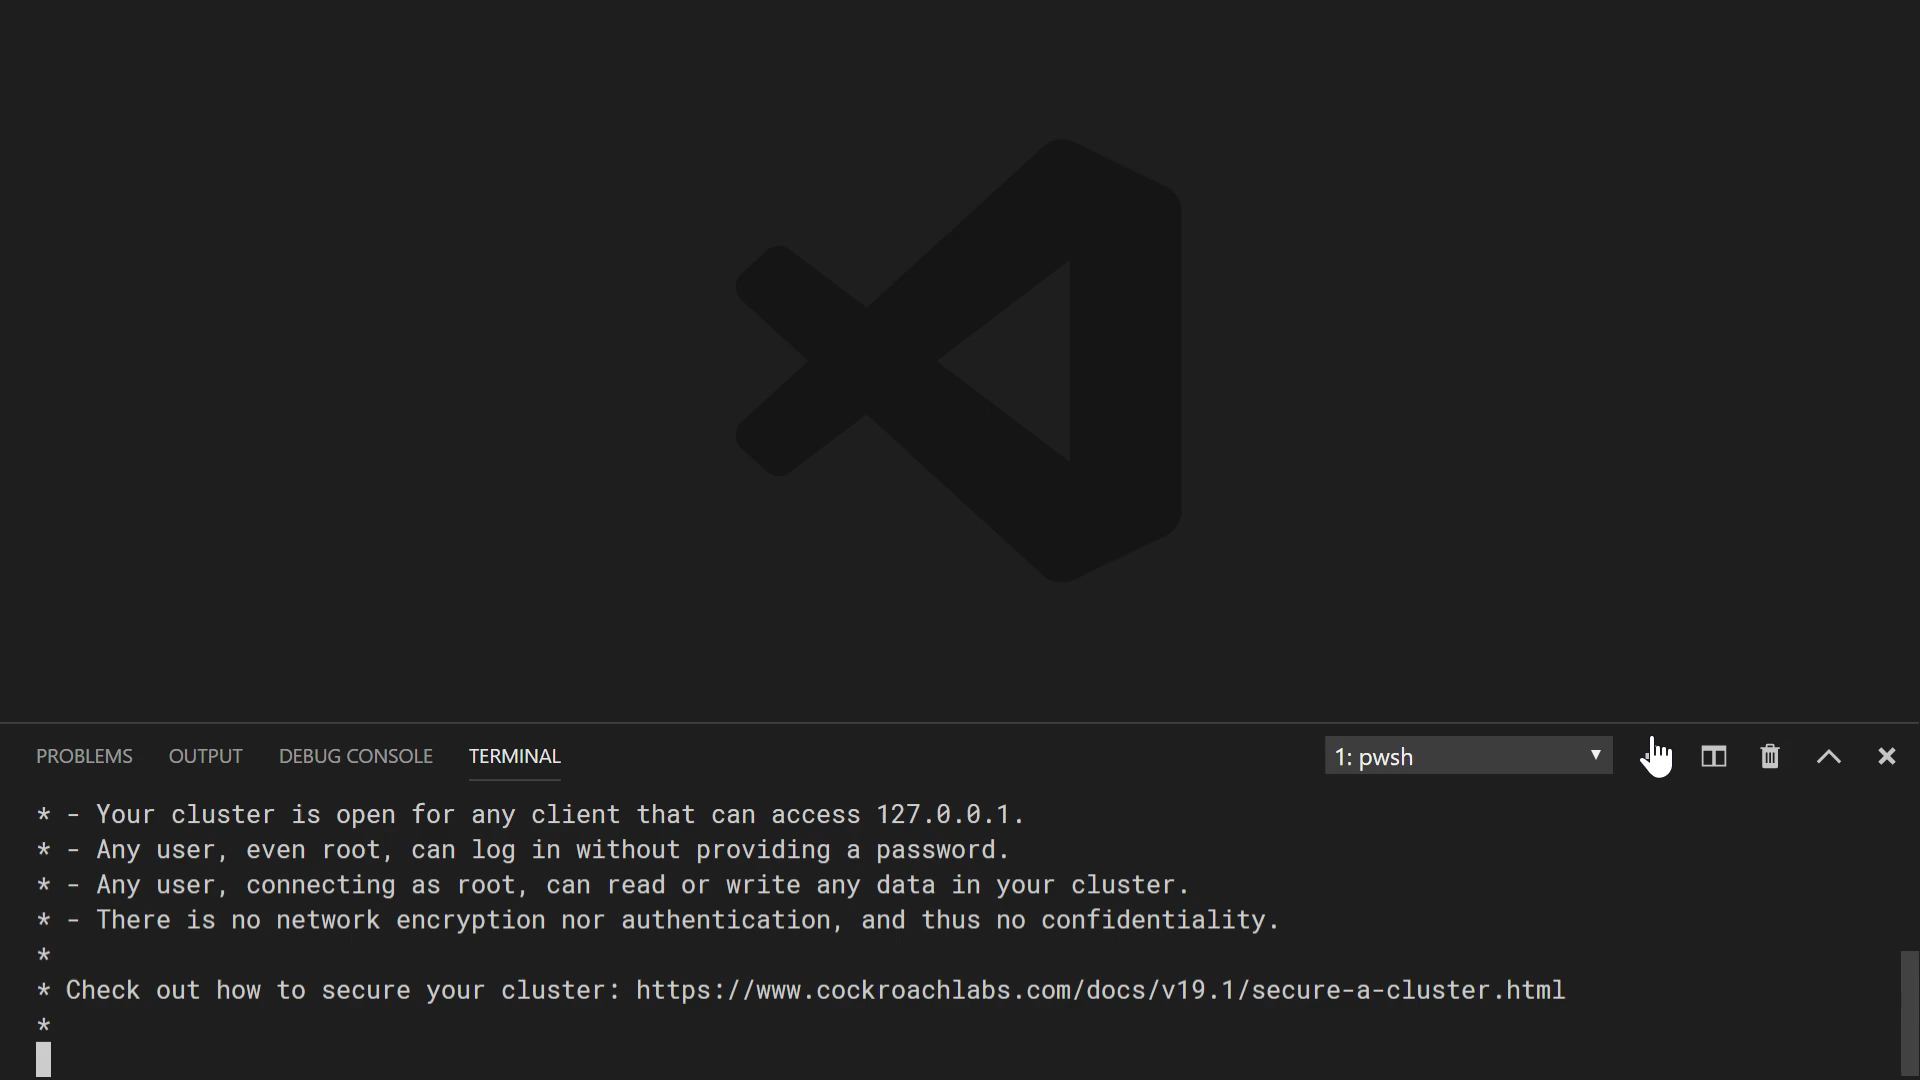 PROBLEMS OUTPUT DEBUG CONSOLE TERMINAL 1: pwsh
* - Your cluster is open for any client that can access 127.0.0.1.
* - Any user, even root, can log in without providing a password.
* - Any user, connecting as root, can read or write any data in your cluster.
* - There is no network encryption nor authentication, and thus no confidentiality.
*
* Check out how to secure your cluster: https://www.cockroachlabs.com/docs/v19.1/secure-a-cluster.html
*